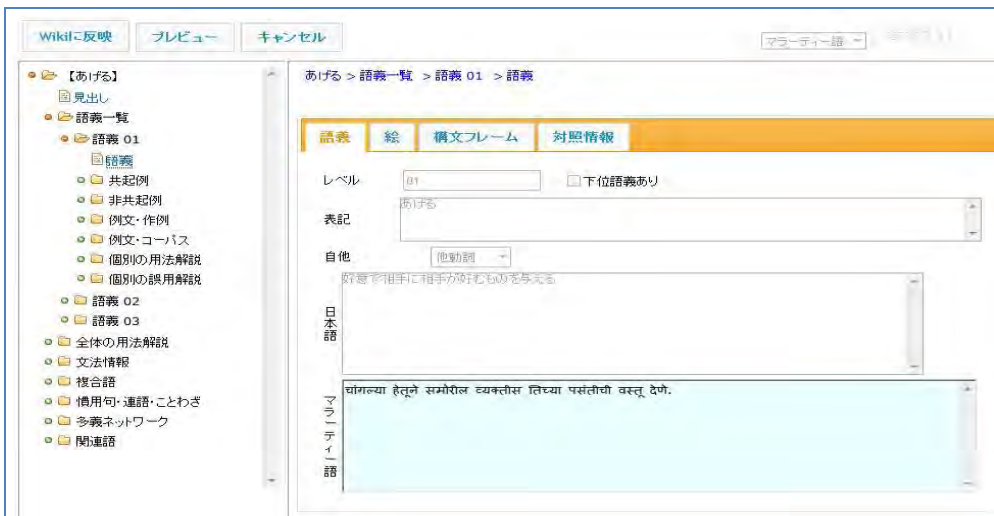 Wikiに反映 プレビュー キャンセル マラーティー語
【あげる】
見出し
語義一覧
語義 01
語義
共起例
非共起例
例文・作例
例文・コーパス
個別の用法解説
個別の誤用解説
語義 02
語義 03
全体の用法解説
文法情報
複合語
慣用句・連語・ことわざ
多義ネットワーク
関連語
あげる > 語義一覧 > 語義 01 > 語義
語義 絵 構文フレーム 対照情報
レベル 01 下位語義あり
表記 あげる
自他 他動詞
日本語 好意で相手に相手が好むものを与える
マラーティー語 चांगल्या हेतूने समोरील व्यक्तीस तिच्या पसंतीची वस्तू देणे.